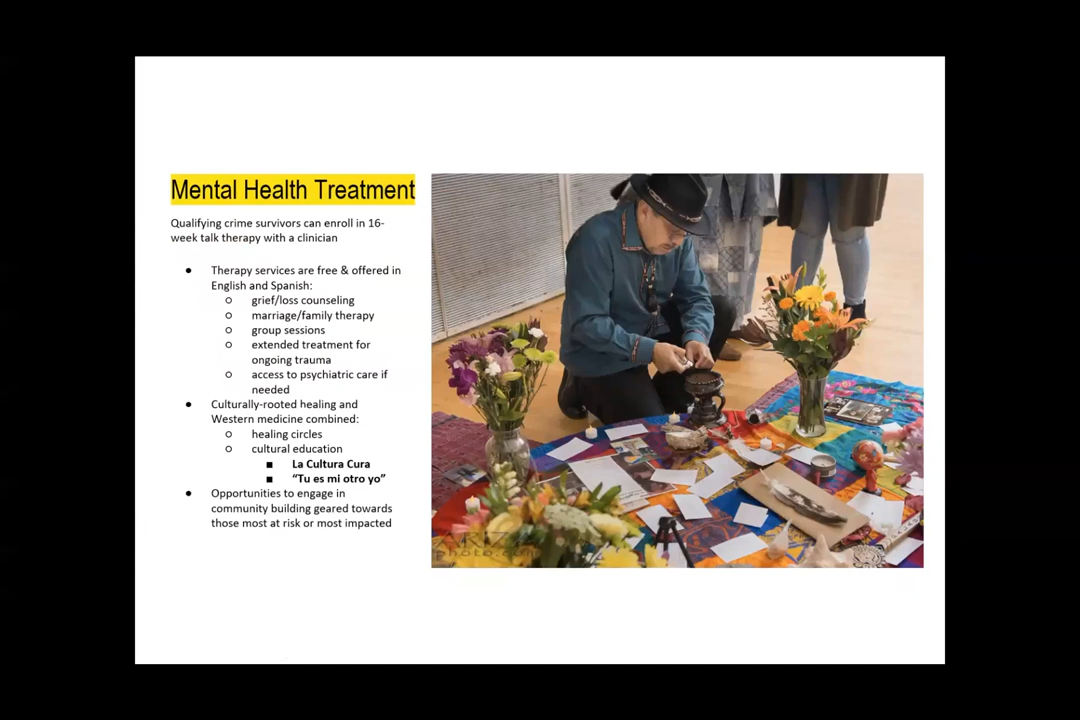 Mental Health Treatment
Qualifying crime survivors can enroll in 16-
week talk therapy with a clinician
● Therapy services are free & offered in
English and Spanish:
○ grief/loss counseling
○ marriage/family therapy
○ group sessions
○ extended treatment for
ongoing trauma
○ access to psychiatric care if
needed
● Culturally-rooted healing and
Western medicine combined:
○ healing circles
○ cultural education
■ La Cultura Cura
■ “Tu es mi otro yo”
● Opportunities to engage in
community building geared towards
those most at risk or most impacted
photo.com